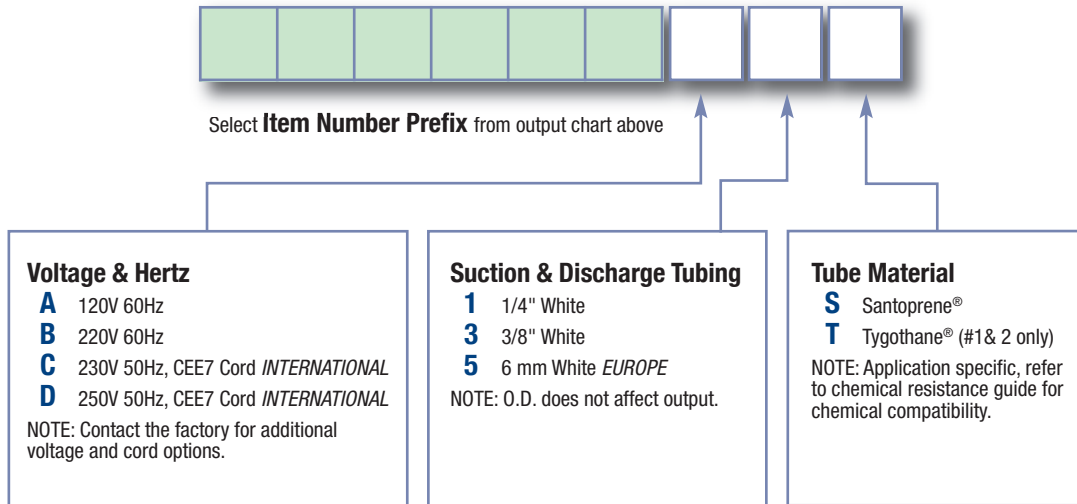 Select Item Number Prefix from output chart above
Voltage & Hertz
A 120V 60Hz
B 220V 60Hz
C 230V 50Hz, CEE7 Cord INTERNATIONAL
D 250V 50Hz, CEE7 Cord INTERNATIONAL
NOTE: Contact the factory for additional
voltage and cord options.
Suction & Discharge Tubing
1 1/4" White
3 3/8" White
5 6 mm White EUROPE
NOTE: O.D. does not affect output.
Tube Material
S Santoprene®
T Tygothane® (#1& 2 only)
NOTE: Application specific, refer
to chemical resistance guide for
chemical compatibility.